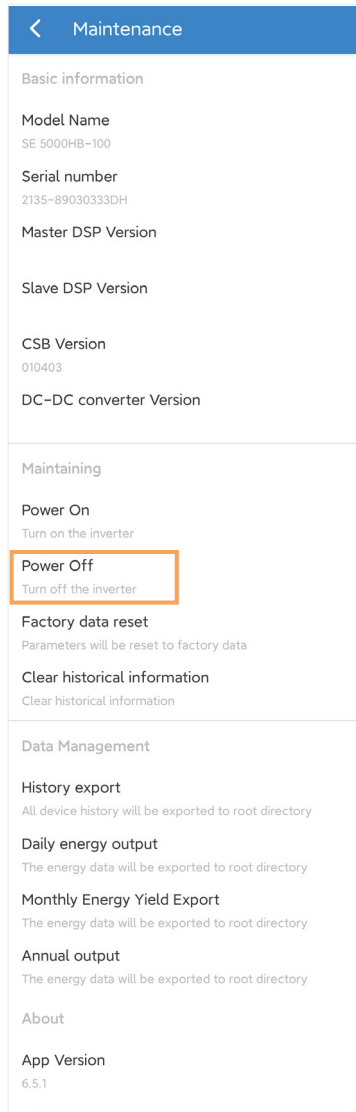 Maintenance
Basic information
Model Name
SE 5000HB-100
Serial number
2135-89030333DH
Master DSP Version
Slave DSP Version
CSB Version
010403
DC-DC converter Version
Maintaining
Power On
Turn on the inverter
Power Off
Turn off the inverter
Factory data reset
Parameters will be reset to factory data
Clear historical information
Clear historical information
Data Management
History export
All device history will be exported to root directory
Daily energy output
The energy data will be exported to root directory
Monthly Energy Yield Export
The energy data will be exported to root directory
Annual output
The energy data will be exported to root directory
About
App Version
6.5.1